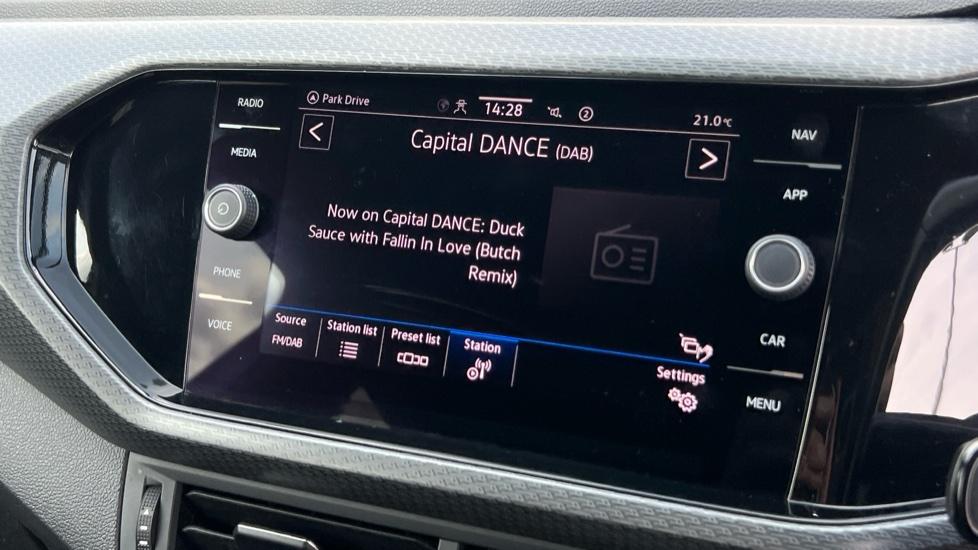 RADIO
MEDIA
PHONE
VOICE
Park Drive
14:28
2
21.0°C
Capital DANCE (DAB)
Now on Capital DANCE: Duck
Sauce with Fallin In Love (Butch
Remix)
Source
FM/DAB
Station list
Preset list
Station
Settings
NAV
APP
CAR
MENU